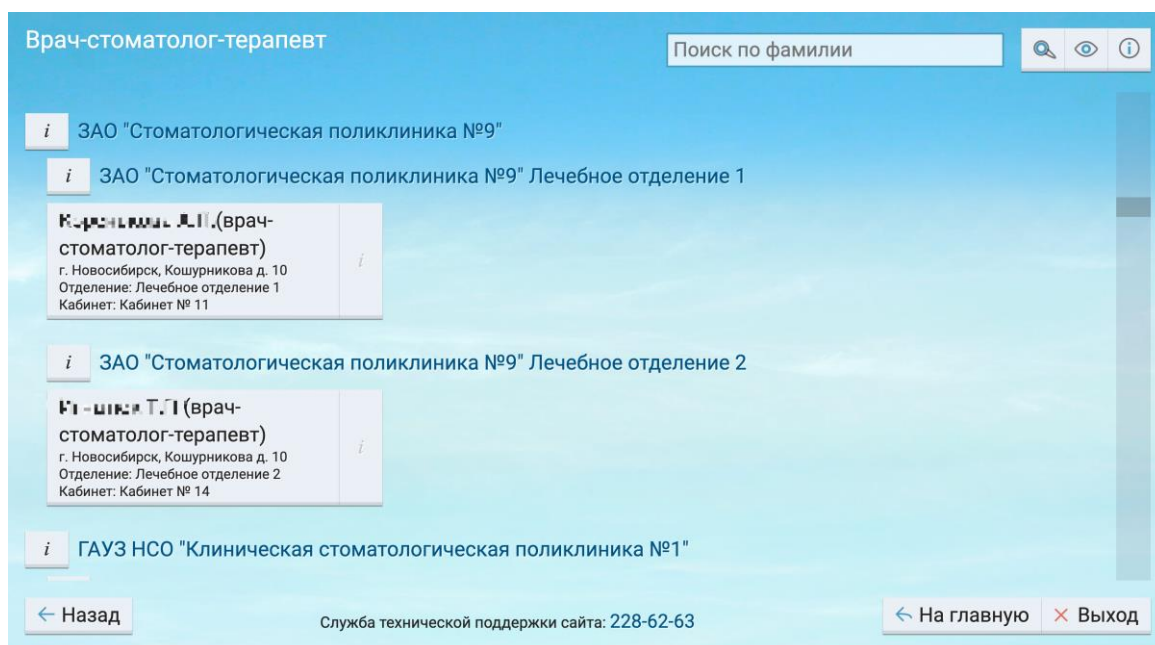 Врач-стоматолог-терапевт
Поиск по фамилии
i ЗАО "Стоматологическая поликлиника №9"
i ЗАО "Стоматологическая поликлиника №9" Лечебное отделение 1
(врач-
стоматолог-терапевт)
г. Новосибирск, Кошурникова д. 10
Отделение: Лечебное отделение 1
Кабинет: Кабинет № 11
i
i ЗАО "Стоматологическая поликлиника №9" Лечебное отделение 2
(врач-
стоматолог-терапевт)
г. Новосибирск, Кошурникова д. 10
Отделение: Лечебное отделение 2
Кабинет: Кабинет № 14
i
i ГАУЗ НСО "Клиническая стоматологическая поликлиника №1"
Назад
Служба технической поддержки сайта: 228-62-63
На главную
Выход